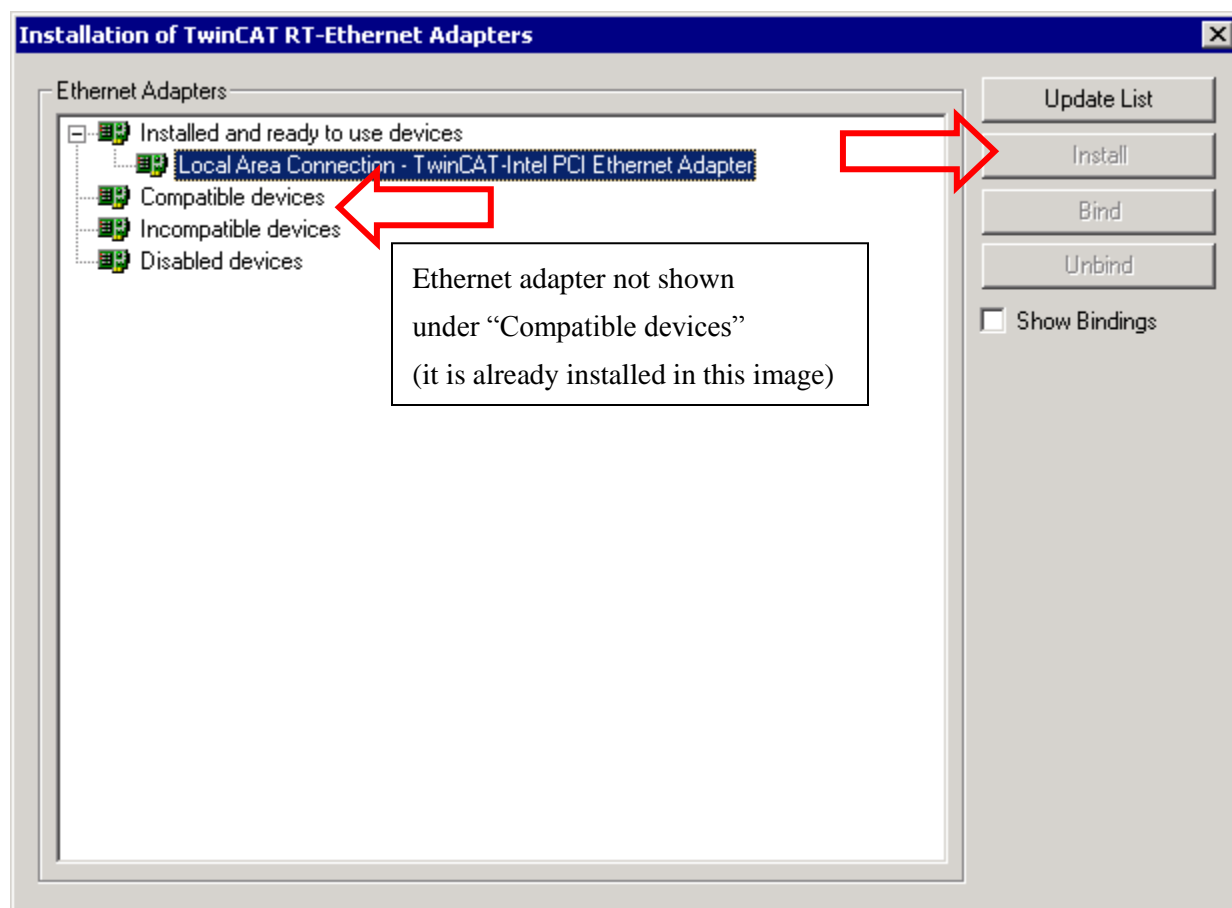 Installation of TwinCAT RT-Ethernet Adapters
Ethernet Adapters
Installed and ready to use devices
Local Area Connection - TwinCAT-Intel PCI Ethernet Adapter
Compatible devices
Incompatible devices
Disabled devices
Ethernet adapter not shown
under “Compatible devices”
(it is already installed in this image)
Update List
Install
Bind
Unbind
Show Bindings